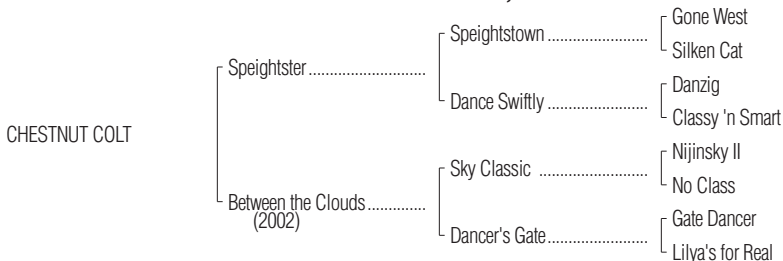 Gone West
Speightstown
Silken Cat
Speightster
Danzig
Dance Swiftly
Classy 'n Smart
CHESTNUT COLT
Nijinsky II
Sky Classic
No Class
Between the Clouds
(2002)
Gate Dancer
Dancer's Gate
Lilya's for Real